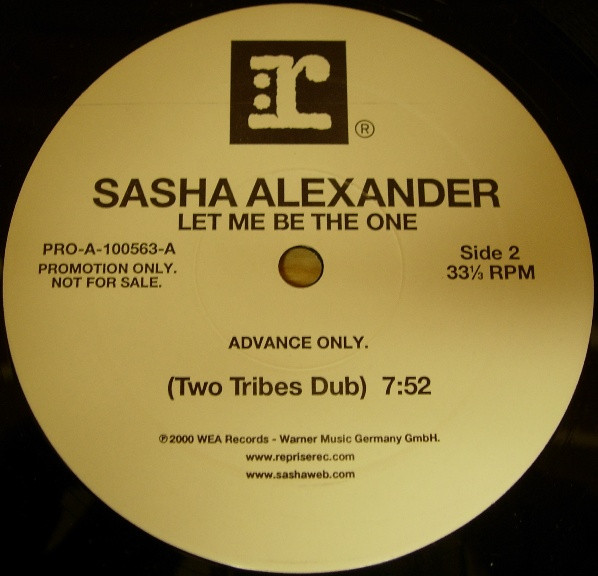 r
®
SASHA ALEXANDER
LET ME BE THE ONE
PRO-A-100563-A
PROMOTION ONLY.
NOT FOR SALE.
Side 2
33⅓ RPM
ADVANCE ONLY.
(Two Tribes Dub) 7:52
℗2000 WEA Records - Warner Music Germany GmbH.
www.repriserec.com
www.sashaweb.com